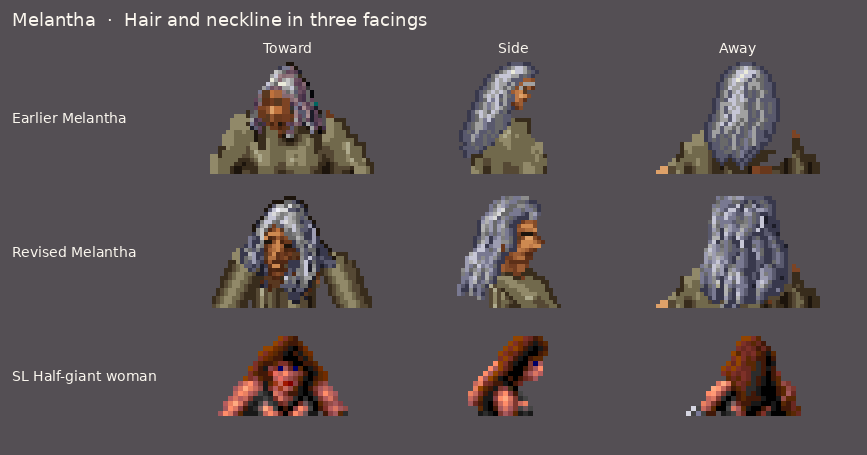 Melantha · Hair and neckline in three facings
Toward Side Away
Earlier Melantha
Revised Melantha
SL Half-giant woman